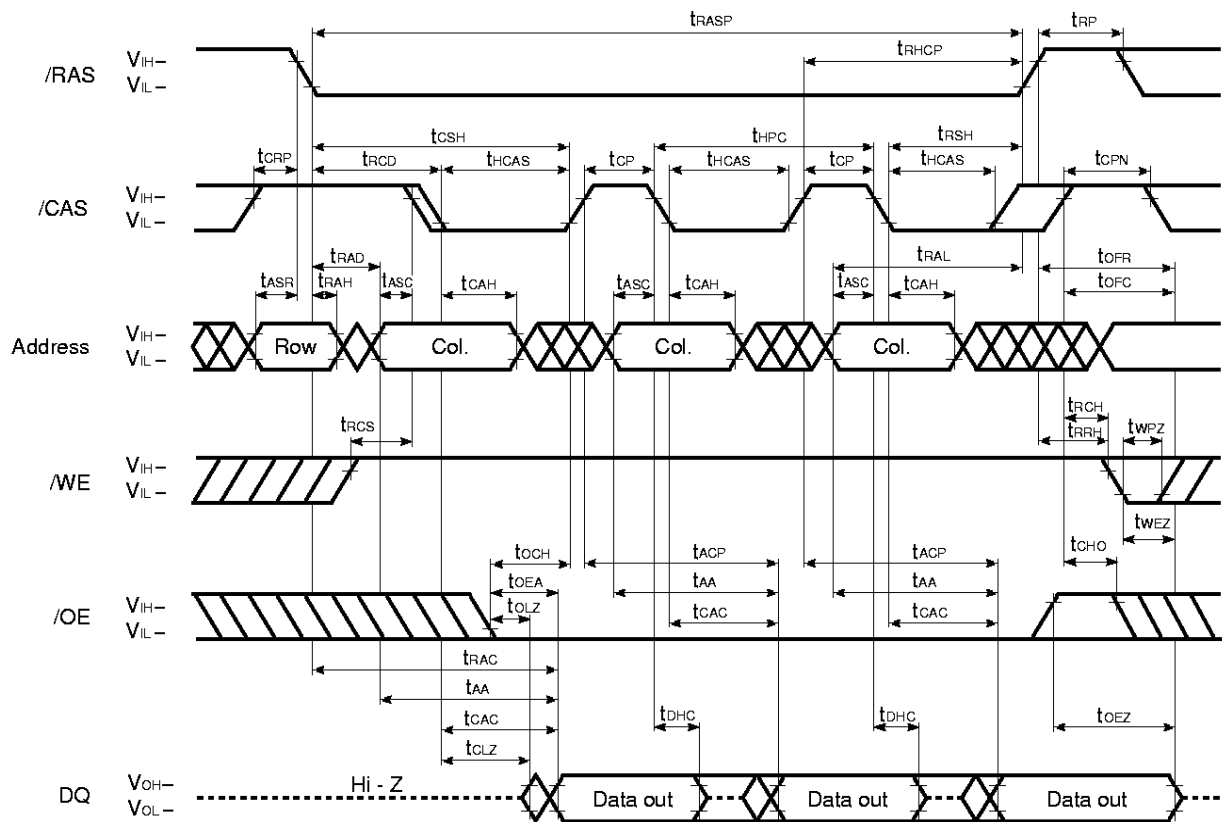 tRASP tRP
tRHCP
/RAS VIH– VIL–
tCSH tHPC tRSH
tCRP tRCD tHCAS tCP tHCAS tCP tHCAS tCPN
/CAS VIH– VIL–
tRAD tRAL tOFR
tASR tRAH tASC tCAH tASC tCAH tASC tCAH tOFC
Address VIH– VIL– Row Col. Col. Col.
tRCH
tRCS tRRH tWPZ
/WE VIH– VIL–
tWEZ
tOCH tACP tACP tCHO
tOEA tAA tAA
/OE VIH– VIL– tOLZ tCAC tCAC
tRAC
tAA
tCAC tDHC tDHC tOEZ
tCLZ
DQ VOH– VOL– Hi - Z Data out Data out Data out